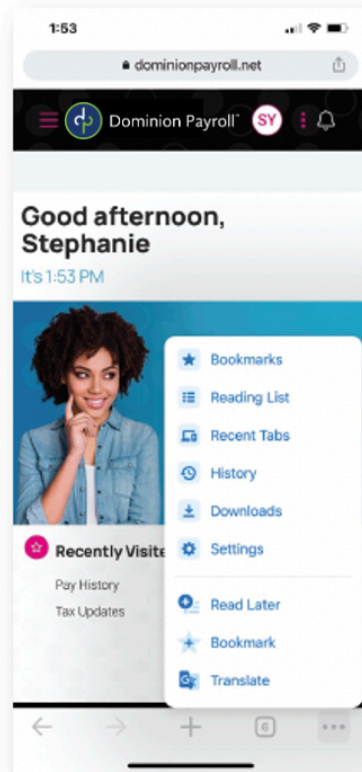 1:53
dominionpayroll.net
dp Dominion Payroll SY
Good afternoon,
Stephanie
It's 1:53 PM
Bookmarks
Reading List
Recent Tabs
History
Downloads
Settings
Recently Visite
Pay History
Tax Updates
Read Later
Bookmark
Translate
6